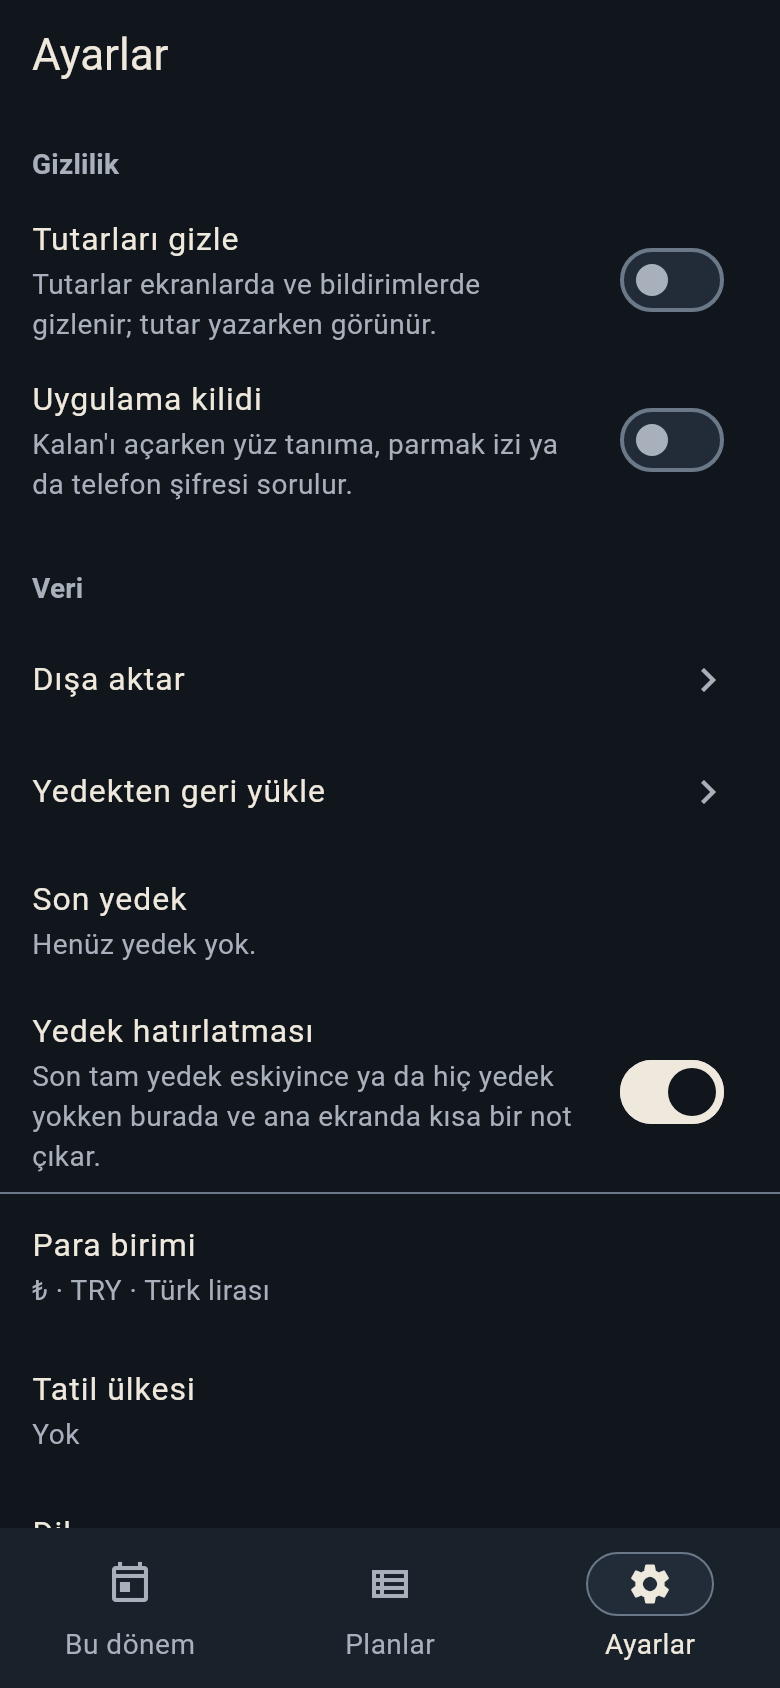 Ayarlar
Gizlilik
Tutarları gizle
Tutarlar ekranlarda ve bildirimlerde
gizlenir; tutar yazarken görünür.
Uygulama kilidi
Kalan'ı açarken yüz tanıma, parmak izi ya
da telefon şifresi sorulur.
Veri
Dışa aktar
Yedekten geri yükle
Son yedek
Henüz yedek yok.
Yedek hatırlatması
Son tam yedek eskiyince ya da hiç yedek
yokken burada ve ana ekranda kısa bir not
çıkar.
Para birimi
₺ · TRY · Türk lirası
Tatil ülkesi
Yok
Bu dönem
Planlar
Ayarlar